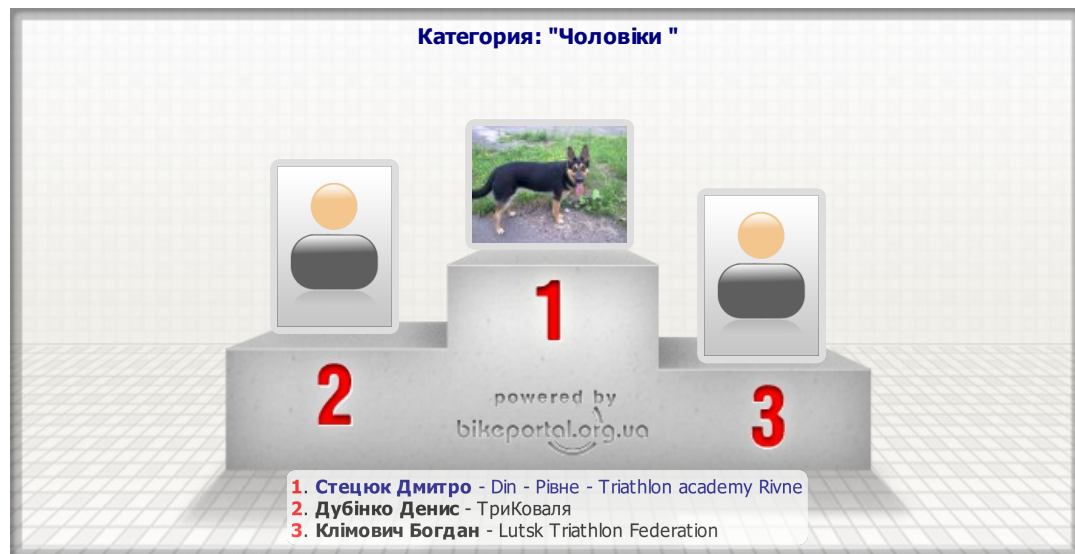 Категория: "Чоловіки "
1
2
3
powered by
bikeportal.org.ua
1. Стецюк Дмитро - Din - Рівне - Triathlon academy Rivne
2. Дубінко Денис - ТриКоваля
3. Клімович Богдан - Lutsk Triathlon Federation